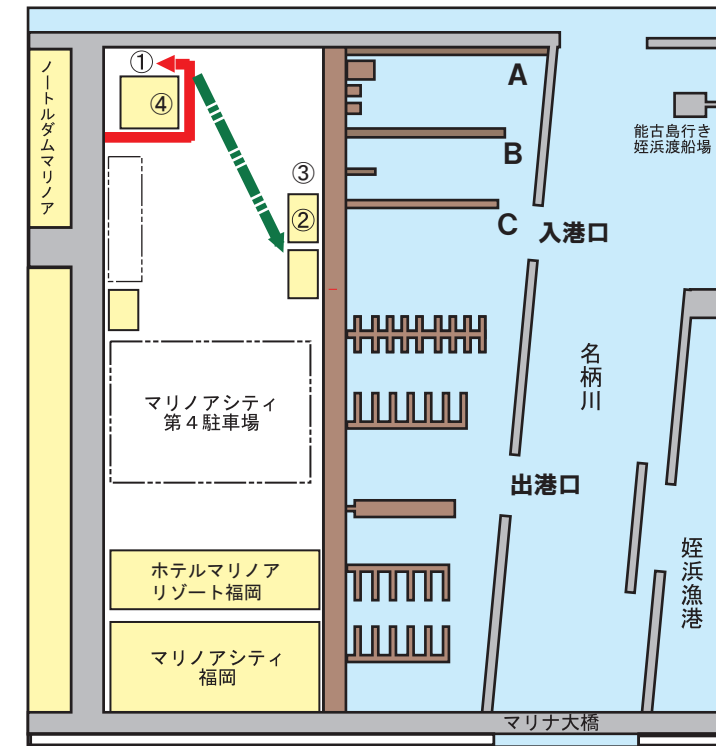 ノートルダムマリノア
①
④
③
②
A
B
C
入港口
能古島行き
姪浜渡船場
名柄川
マリノアシティ
第４駐車場
出港口
姪浜漁港
ホテルマリノア
リゾート福岡
マリノアシティ
福岡
マリナ大橋